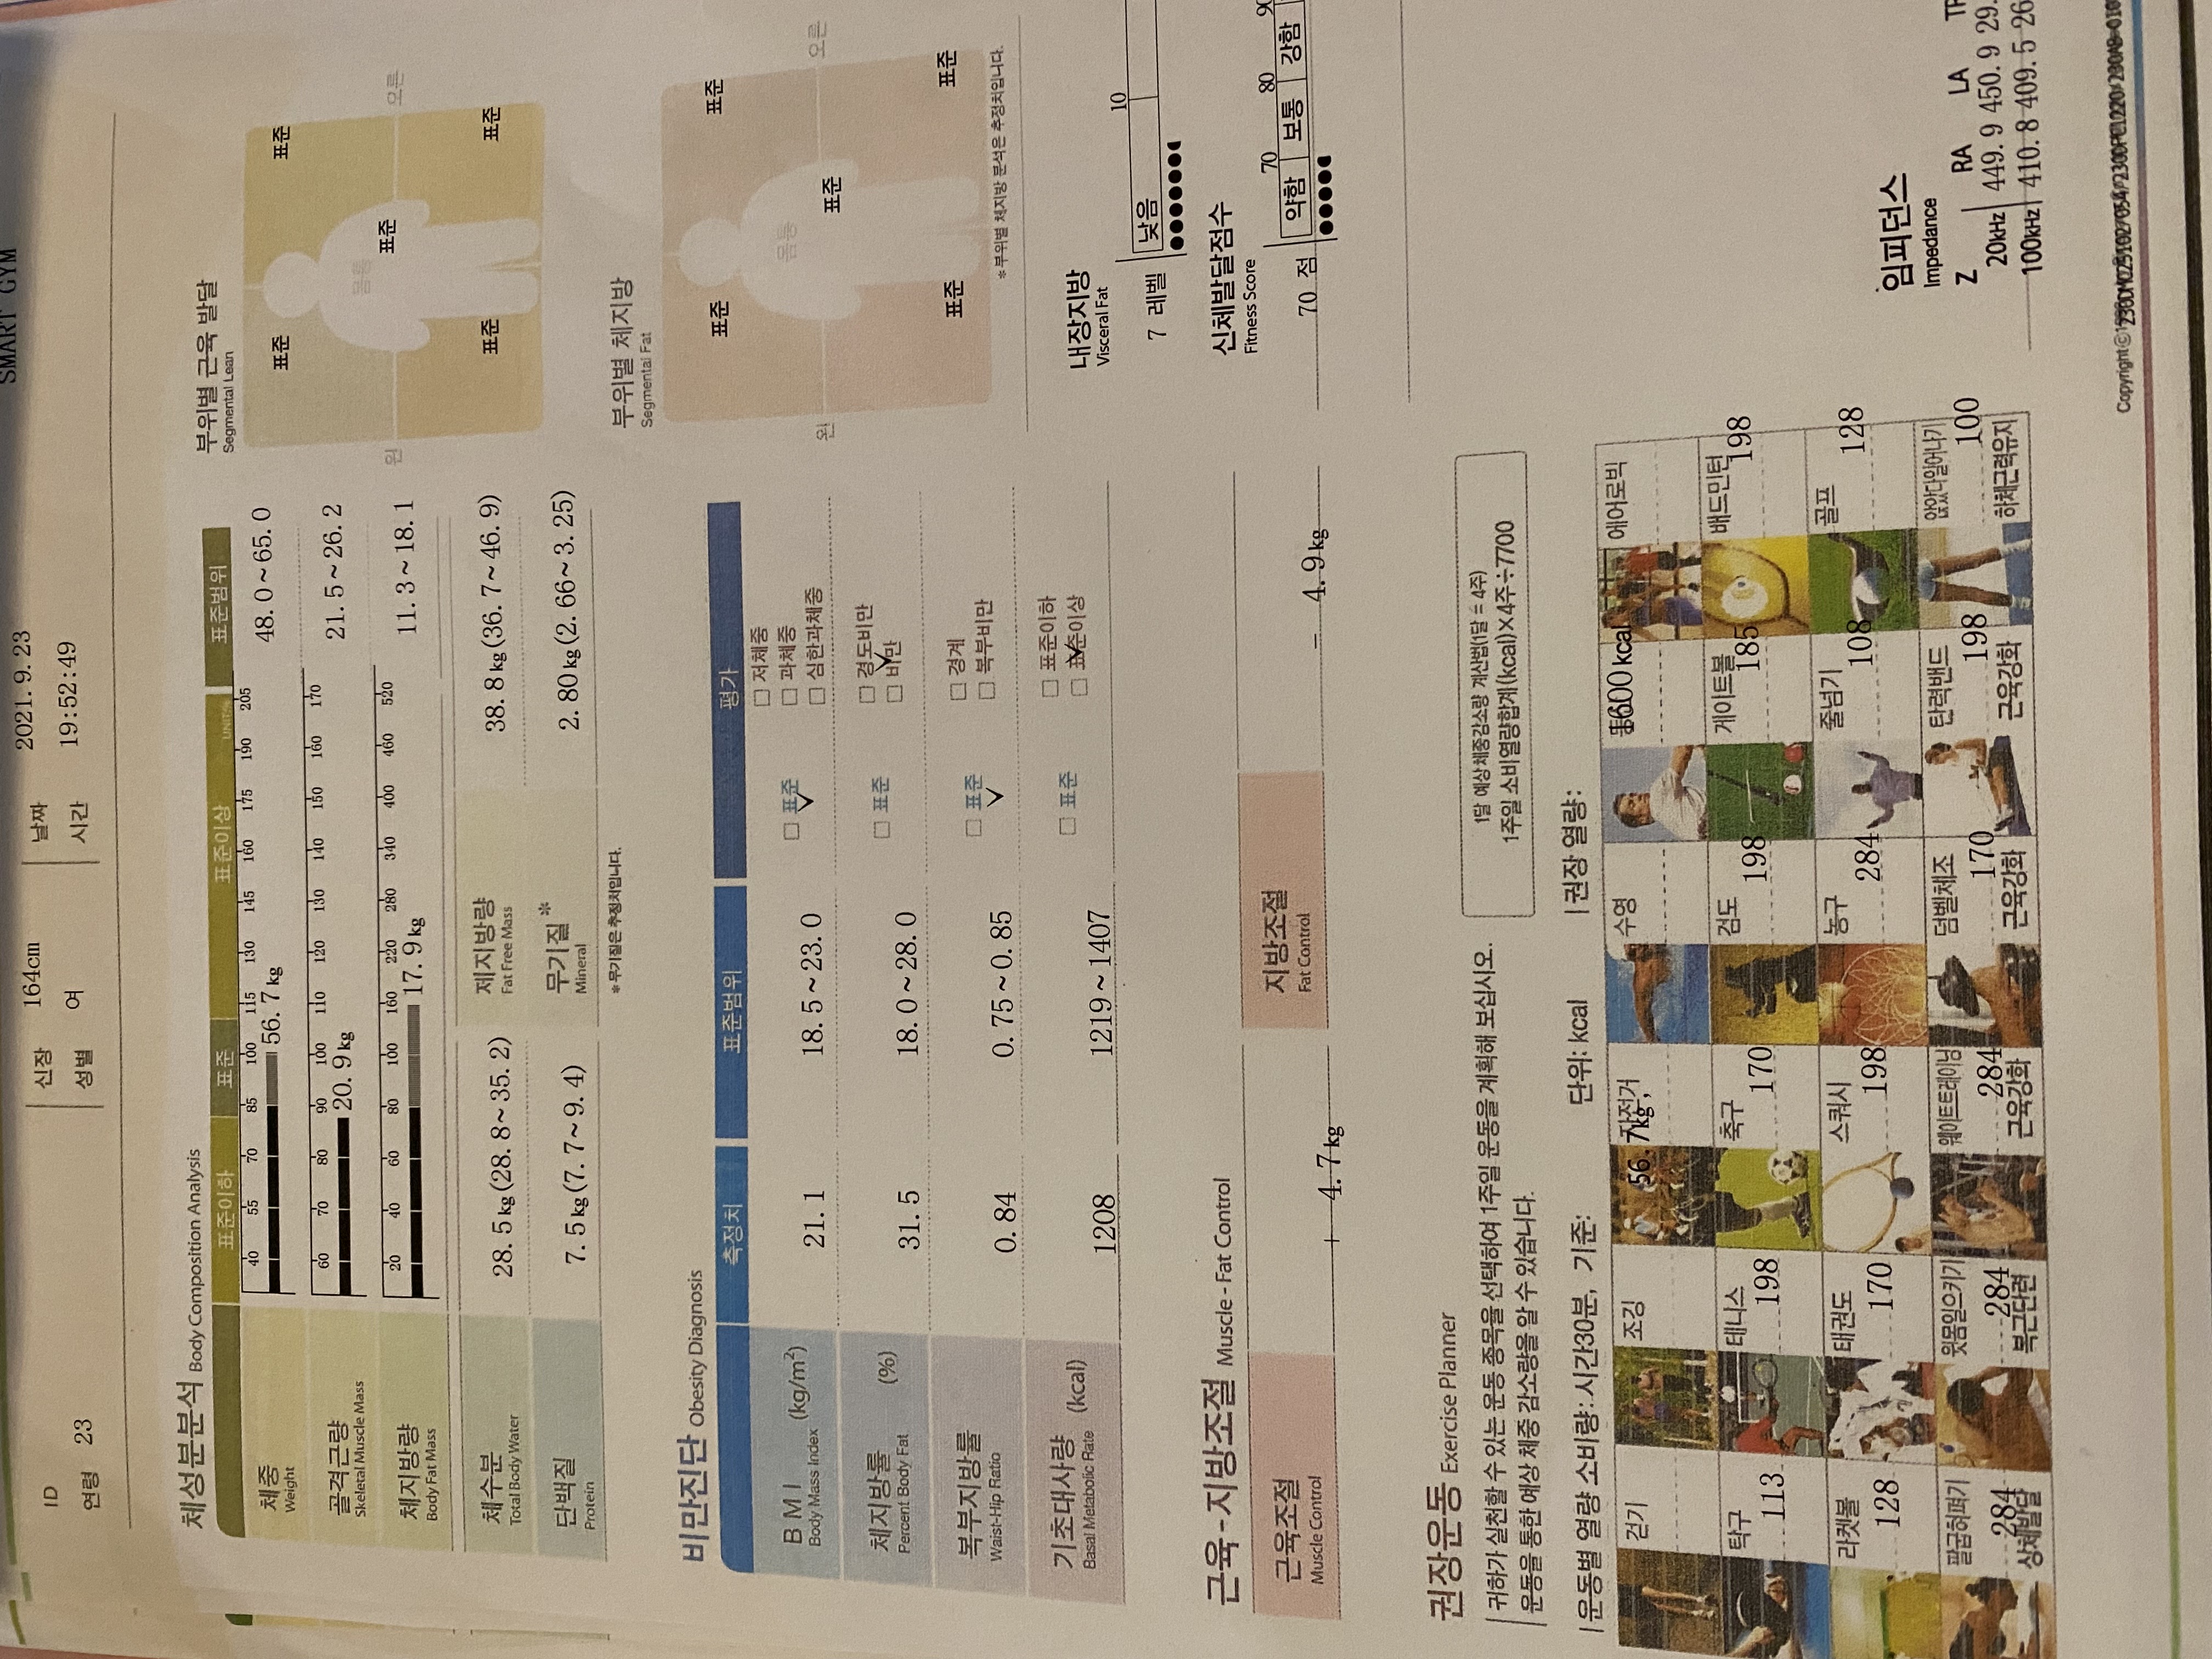 SMART GYM
ID
연령 23
신장 164cm
성별 여
날짜 2021. 9. 23
시간 19:52:49
체성분분석 Body Composition Analysis
표준이하 표준 표준이상 UNIT:% 표준범위
40 55 70 85 100 115 130 145 160 175 190 205
체중 56. 7 kg 48. 0~65. 0
Weight
60 70 80 90 100 110 120 130 140 150 160 170
골격근량 20. 9 kg 21. 5~26. 2
Skeletal Muscle Mass
20 40 60 80 100 160 220 280 340 400 460 520
체지방량 17. 9 kg 11. 3~18. 1
Body Fat Mass
체수분 28. 5 kg (28. 8~35. 2)
Total Body Water
제지방량 38. 8 kg (36. 7~46. 9)
Fat Free Mass
단백질 7. 5 kg (7. 7~9. 4)
Protein
무기질* 2. 80 kg (2. 66~3. 25)
Mineral
*무기질은 추정치입니다.
부위별 근육 발달
Segmental Lean
표준 표준
몸통
왼 표준 오른
표준 표준
부위별 체지방
Segmental Fat
표준 표준
몸통
왼 표준 오른
표준 표준
*부위별 체지방 분석은 추정치입니다.
비만진단 Obesity Diagnosis
측정치 표준범위 평가
BMI (kg/m²) 21. 1 18. 5~23. 0 □ 표준 □ 저체중
Body Mass Index □ 과체중
□ 심한과체중
체지방률 (%) 31. 5 18. 0~28. 0 □ 표준 □ 경도비만
Percent Body Fat □ 비만
복부지방률 0. 84 0. 75~0. 85 □ 표준 □ 경계
Waist-Hip Ratio □ 복부비만
기초대사량 (kcal) 1208 1219~1407 □ 표준 □ 표준이하
Basal Metabolic Rate □ 표준이상
내장지방
Visceral Fat
10
7 레벨 낮음
신체발달점수
Fitness Score
70 80 90
70 점 약함 보통 강함
근육-지방조절 Muscle-Fat Control
근육조절 + 4. 7 kg
Muscle Control
지방조절 - 4. 9 kg
Fat Control
권장운동 Exercise Planner
귀하가 실천할 수 있는 운동 종목을 선택하여 1주일 운동을 계획해 보십시오.
운동을 통한 예상 체중 감소량을 알 수 있습니다.
1달 예상체중감소량 계산법(1달 = 4주)
1주일 소비열량합계(kcal)×4주÷7700
운동별 열량 소비량: 시간30분, 기준: 단위: kcal 권장 열량:
걷기 조깅 자전거 수영 에어로빅
56. 7kg , 1600 kcal
탁구 테니스 축구 검도 게이트볼 배드민턴
113 198 170 198 185 198
라켓볼 태권도 스쿼시 농구 줄넘기 골프
128 170 198 284 108 128
팔굽혀펴기 윗몸일으키기 웨이트트레이닝 덤벨체조 탄력밴드 앉았다일어나기
284 284 284 170 198 100
상체발달 복근단련 근육강화 근육강화 근육강화 하체근력유지
임피던스
Impedance
Z RA LA TR
20kHz 449. 9 450. 9 29.
100kHz 410. 8 409. 5 26
Copyright©